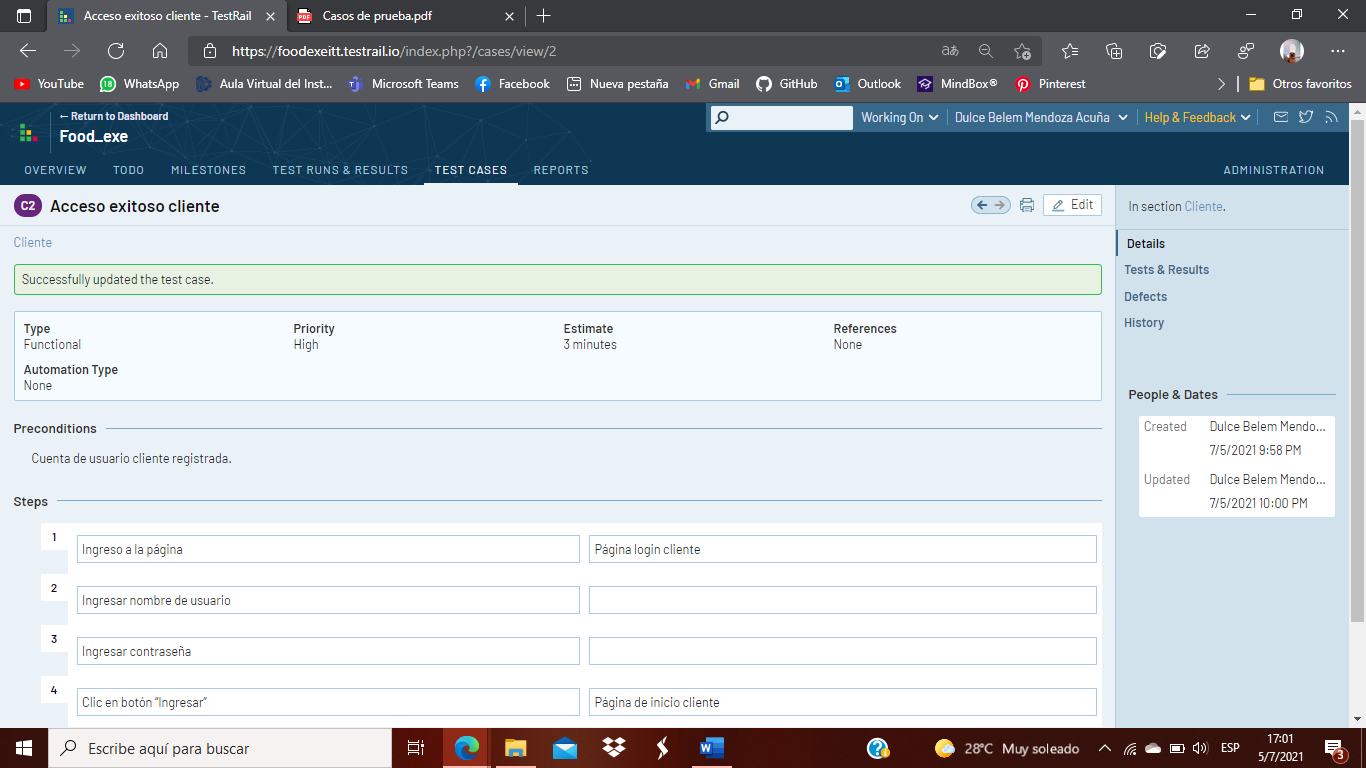 Acceso exitoso cliente - TestRail
Casos de prueba.pdf
https://foodexeitt.testrail.io/index.php?/cases/view/2
YouTube WhatsApp Aula Virtual del Inst... Microsoft Teams Facebook Nueva pestaña Gmail GitHub Outlook MindBox® Pinterest Otros favoritos
← Return to Dashboard
Food_exe
Working On Dulce Belem Mendoza Acuña Help & Feedback
OVERVIEW TODO MILESTONES TEST RUNS & RESULTS TEST CASES REPORTS ADMINISTRATION
C2 Acceso exitoso cliente Edit
Cliente
Successfully updated the test case.
Type Priority Estimate References
Functional High 3 minutes None
Automation Type
None
Preconditions
Cuenta de usuario cliente registrada.
Steps
1 Ingreso a la página Página login cliente
2 Ingresar nombre de usuario
3 Ingresar contraseña
4 Clic en botón “Ingresar” Página de inicio cliente
In section Cliente.
Details
Tests & Results
Defects
History
People & Dates
Created Dulce Belem Mendo...
7/5/2021 9:58 PM
Updated Dulce Belem Mendo...
7/5/2021 10:00 PM
Escribe aquí para buscar
28°C Muy soleado
ESP
17:01
5/7/2021
3